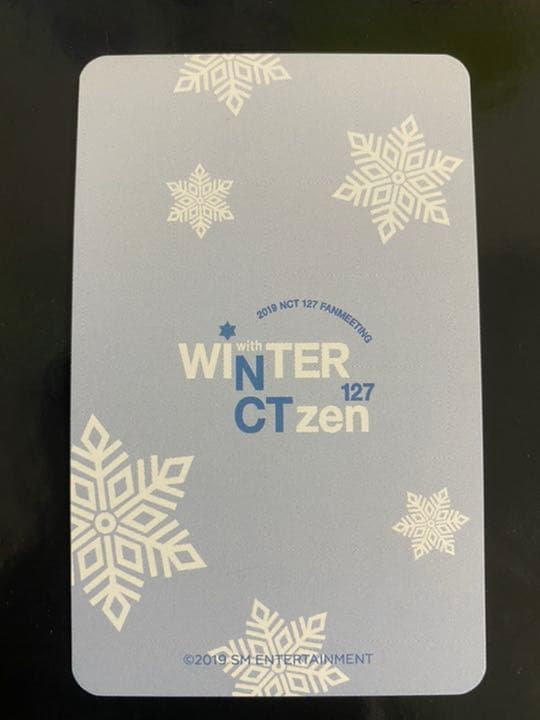 2019 NCT 127 FANMEETING
with
WINTER
127
CTzen
©2019 SM ENTERTAINMENT